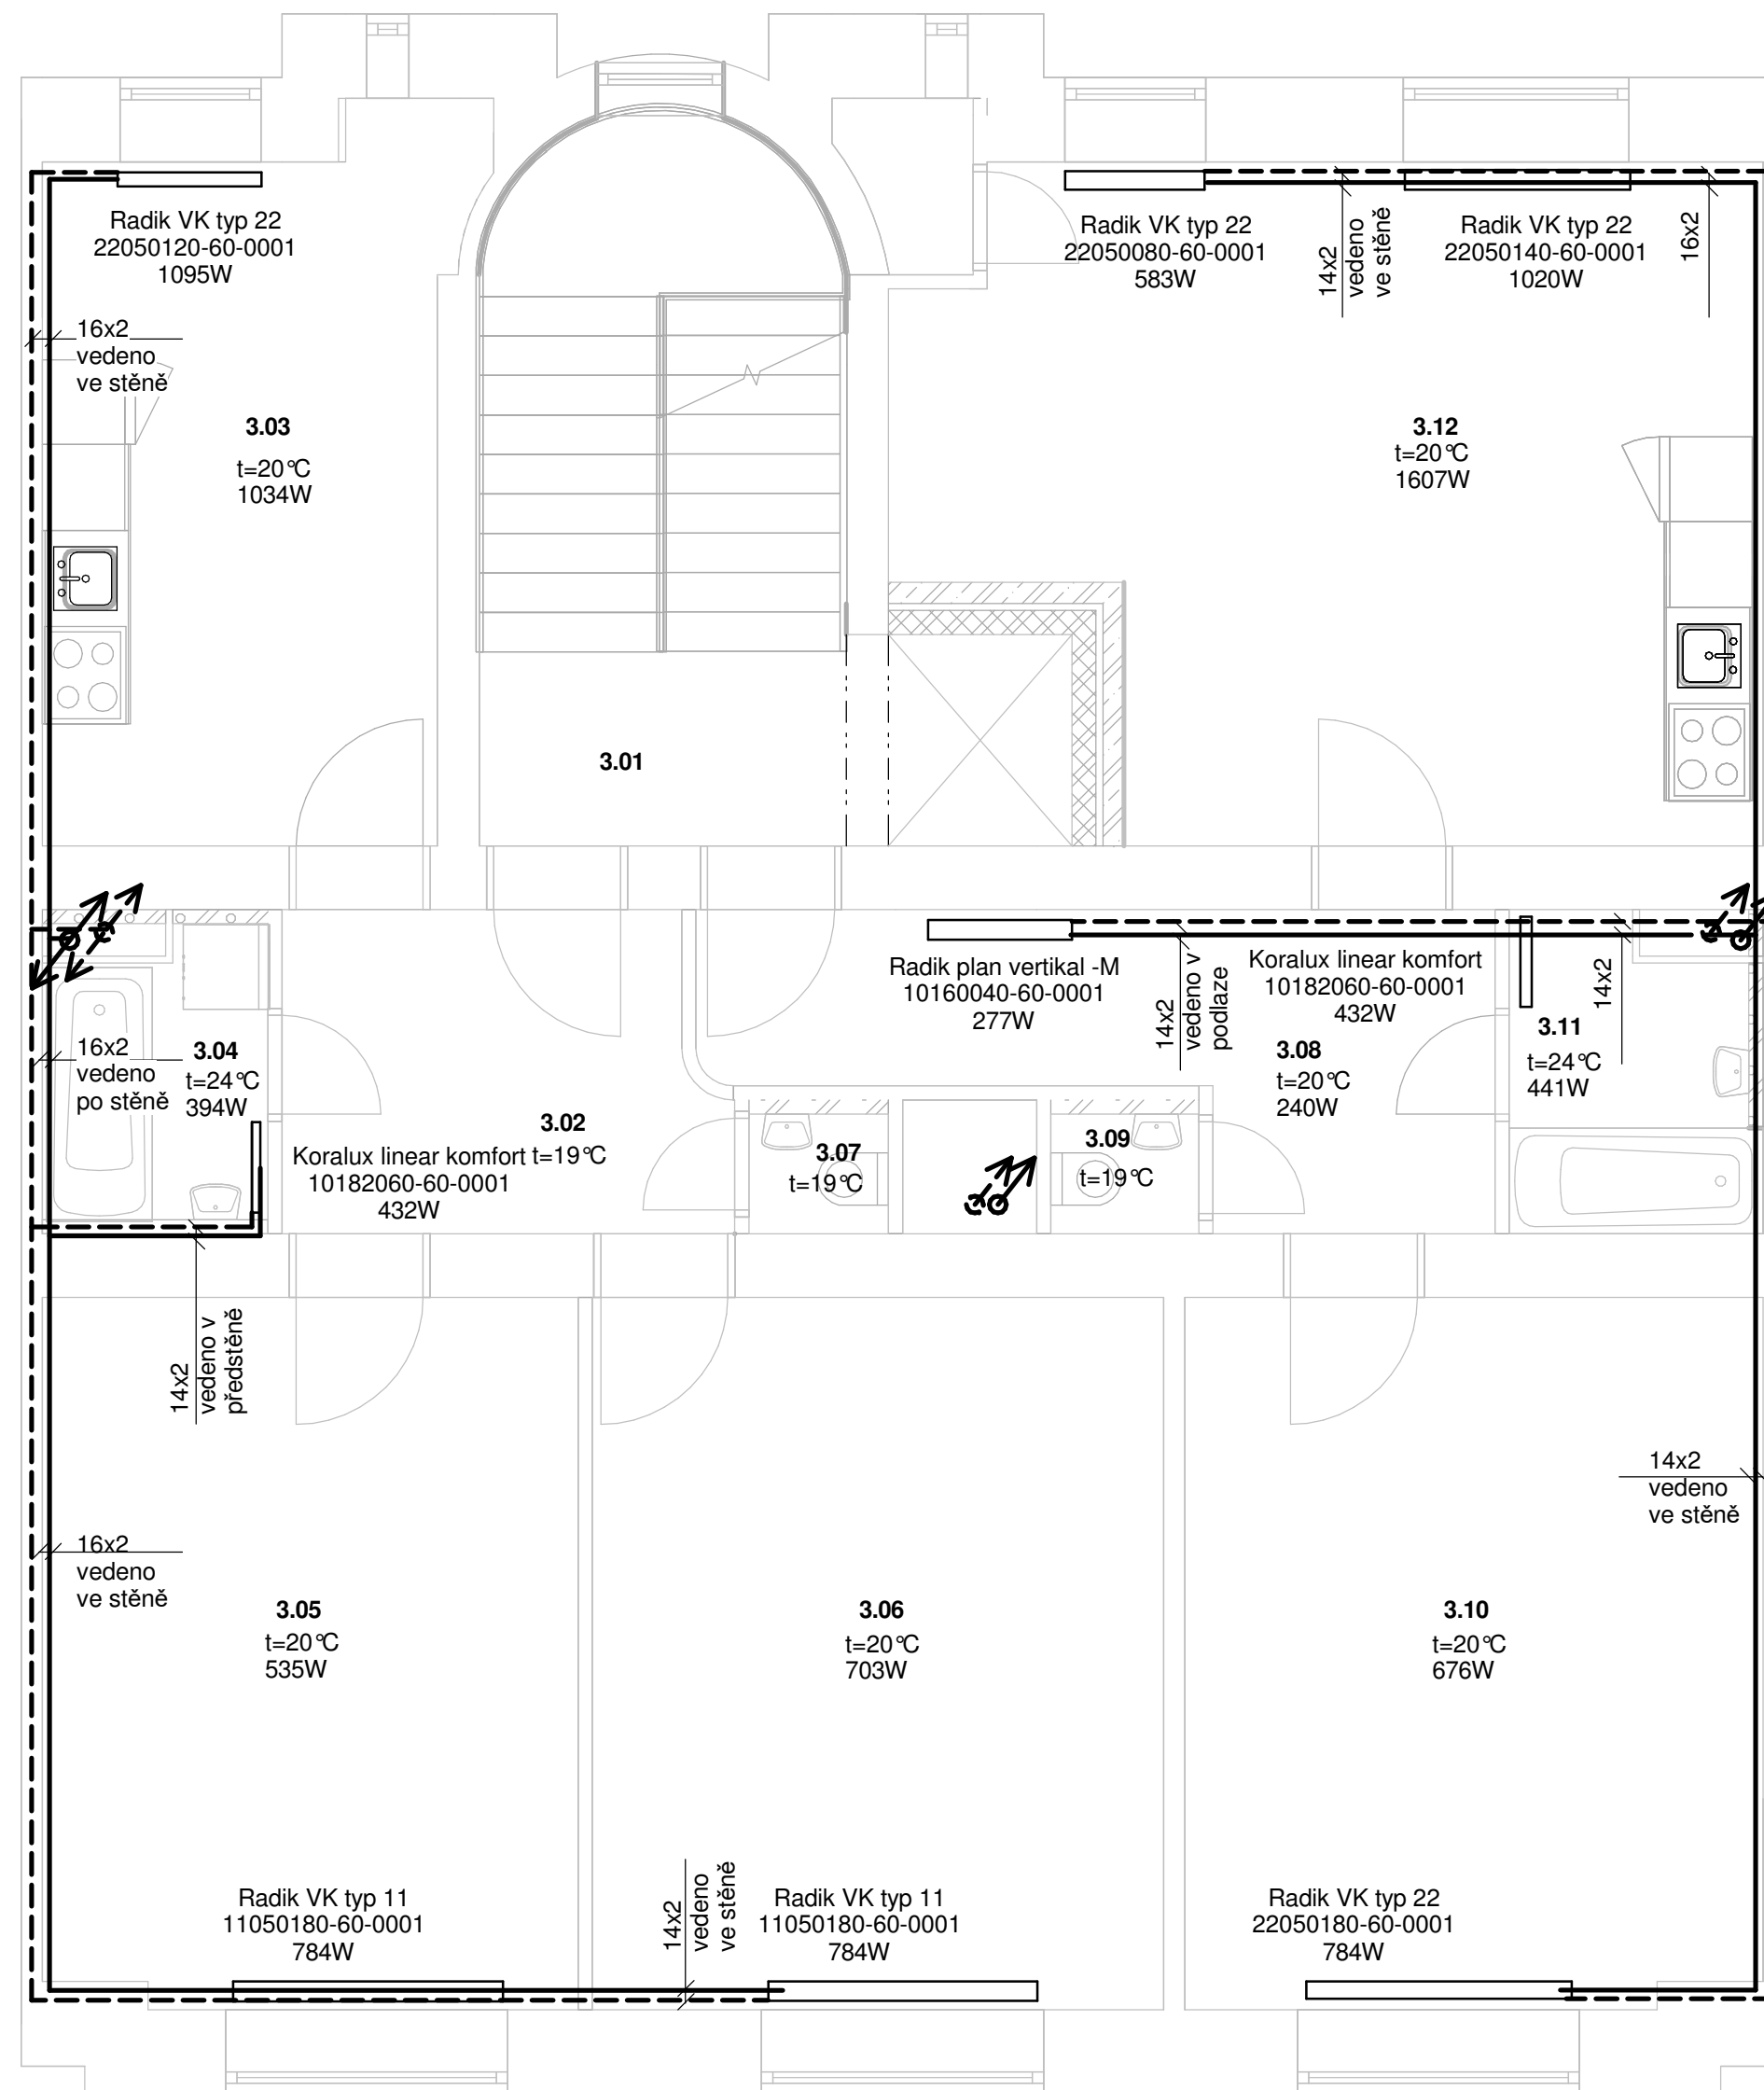 Radik VK typ 22
22050120-60-0001
1095W
Radik VK typ 22
22050080-60-0001
583W
14x2
vedeno
ve stěně
Radik VK typ 22
22050140-60-0001
1020W
16x2
16x2
vedeno
ve stěně
3.03
t=20°C
1034W
3.12
t=20°C
1607W
3.01
Radik plan vertikal -M
10160040-60-0001
277W
14x2
vedeno v
podlaze
Koralux linear komfort
10182060-60-0001
432W
14x2
3.11
t=24°C
441W
3.08
t=20°C
240W
16x2
vedeno
po stěně
3.04
t=24°C
394W
3.02
t=19°C
Koralux linear komfort
10182060-60-0001
432W
3.07
t=19°C
3.09
t=19°C
14x2
vedeno v
předstěně
14x2
vedeno
ve stěně
16x2
vedeno
ve stěně
3.05
t=20°C
535W
3.06
t=20°C
703W
3.10
t=20°C
676W
Radik VK typ 11
11050180-60-0001
784W
14x2
vedeno
ve stěně
Radik VK typ 11
11050180-60-0001
784W
Radik VK typ 22
22050180-60-0001
784W